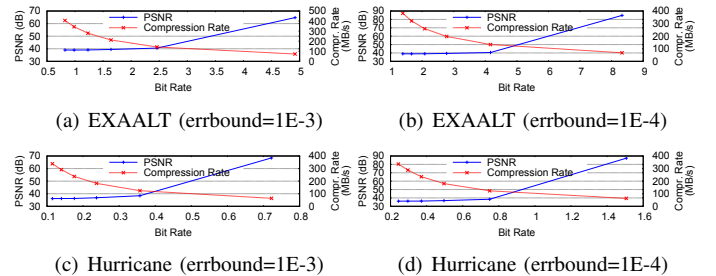 PSNR (dB)
70
60
50
40
30
PSNR
Compression Rate
500
400
300
200
100
0
Compr. Rate
(MB/s)
0.5 1 1.5 2 2.5 3 3.5 4 4.5 5
Bit Rate
(a) EXAALT (errbound=1E-3)
PSNR (dB)
90
80
70
60
50
40
30
PSNR
Compression Rate
400
350
300
250
200
150
100
50
0
Compr. Rate
(MB/s)
1 2 3 4 5 6 7 8 9
Bit Rate
(b) EXAALT (errbound=1E-4)
PSNR (dB)
70
60
50
40
30
PSNR
Compression Rate
400
300
200
100
0
Compr. Rate
(MB/s)
0.1 0.2 0.3 0.4 0.5 0.6 0.7 0.8
Bit Rate
(c) Hurricane (errbound=1E-3)
PSNR (dB)
90
80
70
60
50
40
30
PSNR
Compression Rate
400
300
200
100
0
Compr. Rate
(MB/s)
0.2 0.4 0.6 0.8 1 1.2 1.4 1.6
Bit Rate
(d) Hurricane (errbound=1E-4)